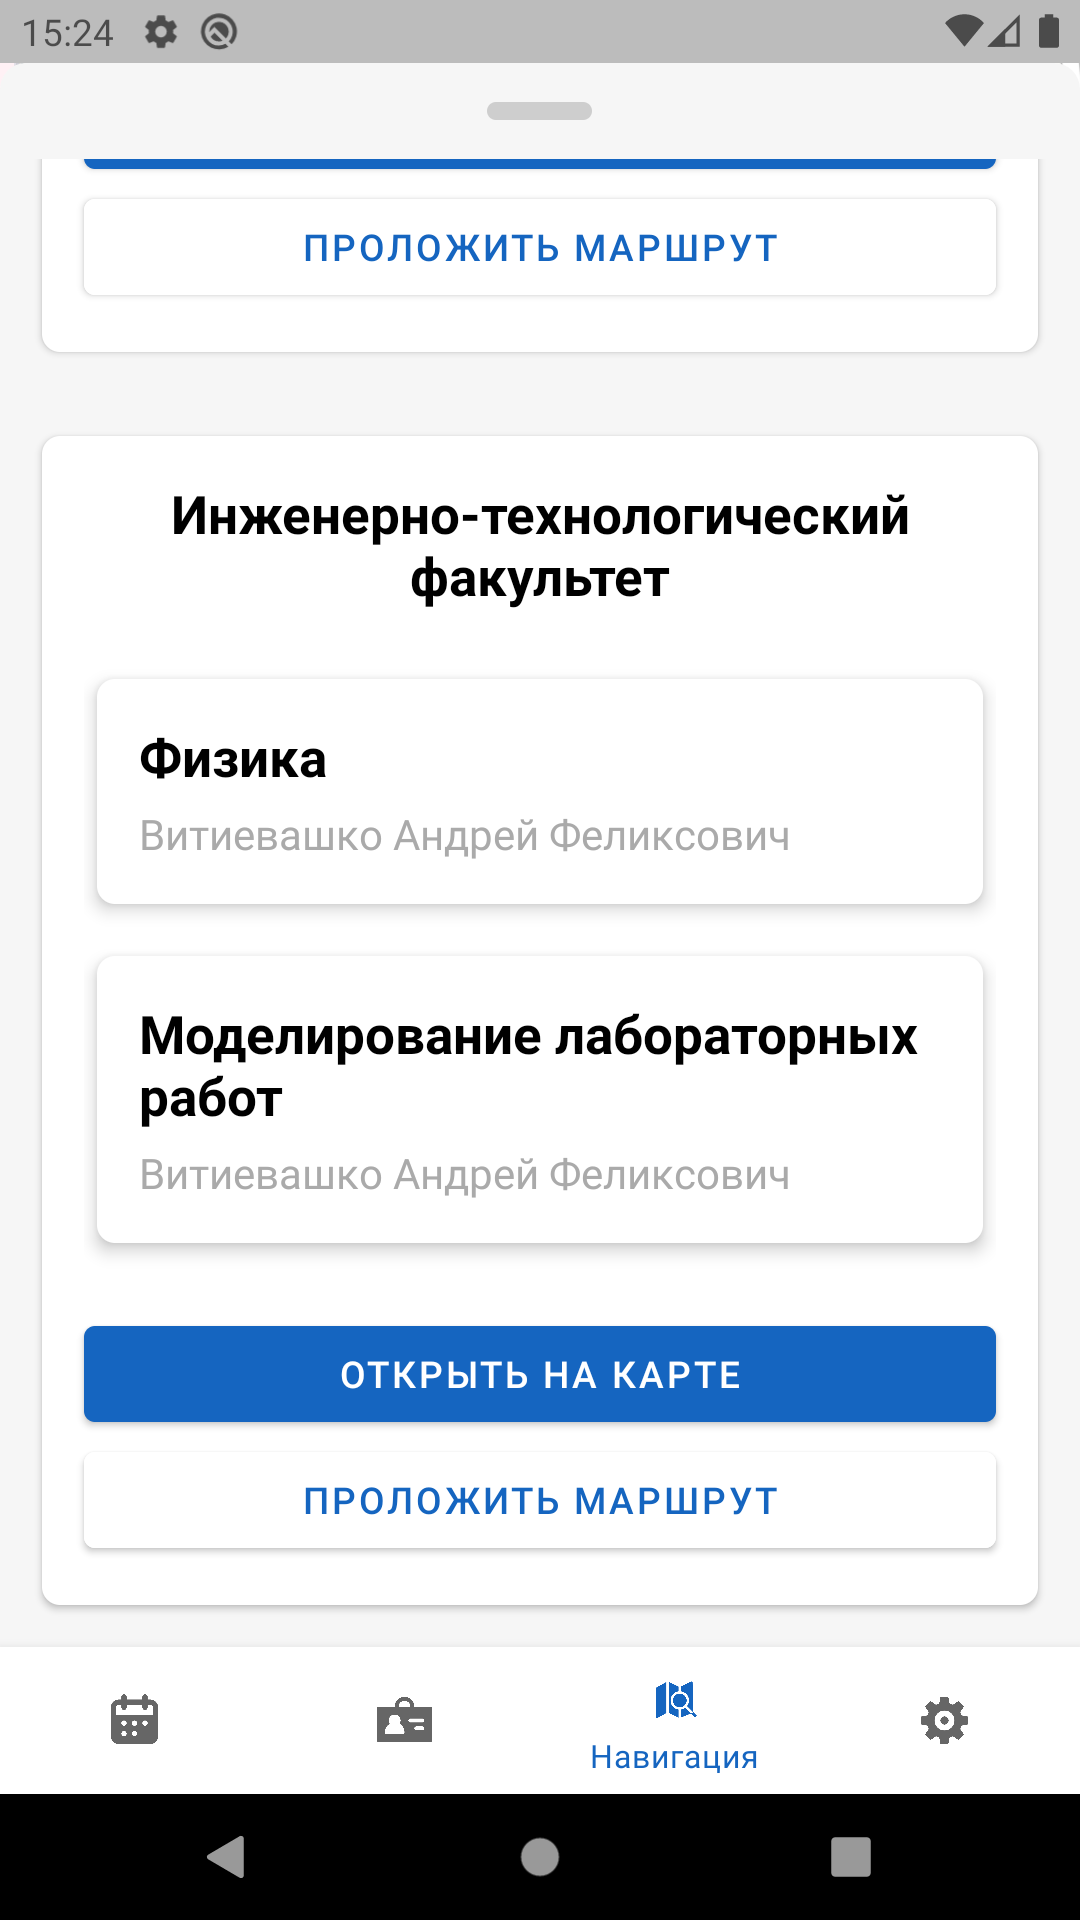 15:24
ПРОЛОЖИТЬ МАРШРУТ
Инженерно-технологический
факультет
Физика
Витиевашко Андрей Феликсович
Моделирование лабораторных
работ
Витиевашко Андрей Феликсович
ОТКРЫТЬ НА КАРТЕ
ПРОЛОЖИТЬ МАРШРУТ
Навигация